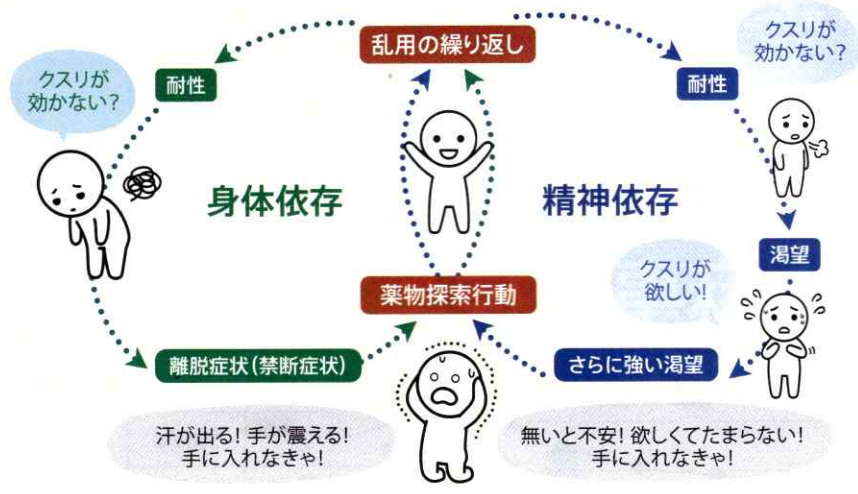 乱用の繰り返し
クスリが
効かない?
耐性
身体依存
離脱症状(禁断症状)
汗が出る! 手が震える!
手に入れなきゃ!
クスリが
効かない?
耐性
精神依存
渇望
クスリが
欲しい!
さらに強い渇望
無いと不安! 欲しくてたまらない!
手に入れなきゃ!
薬物探索行動